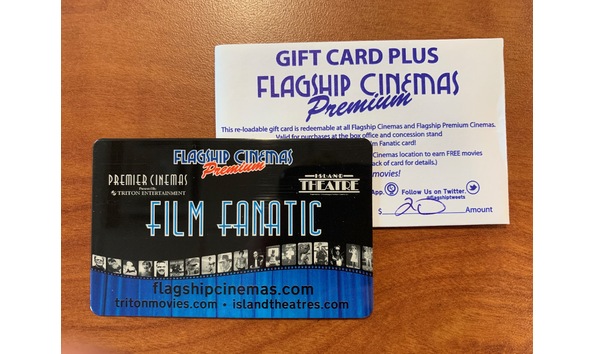 GIFT CARD PLUS
FLAGSHIP CINEMAS
Premium
This re-loadable gift card is redeemable at all Flagship Cinemas and Flagship Premium Cinemas.
Valid for purchases at the box office and concession stand
m Fanatic card!
Cinemas location to earn FREE movies
back of card for details.)
movies!
App. Follow Us on Twitter.
@flagshiptweets
$ 20 Amount
FLAGSHIP CINEMAS
Premium
PREMIER CINEMAS
TRITON ENTERTAINMENT
ISLAND
THEATRE
FILM FANATIC
flagshipcinemas.com
tritonmovies.com • islandtheatres.com